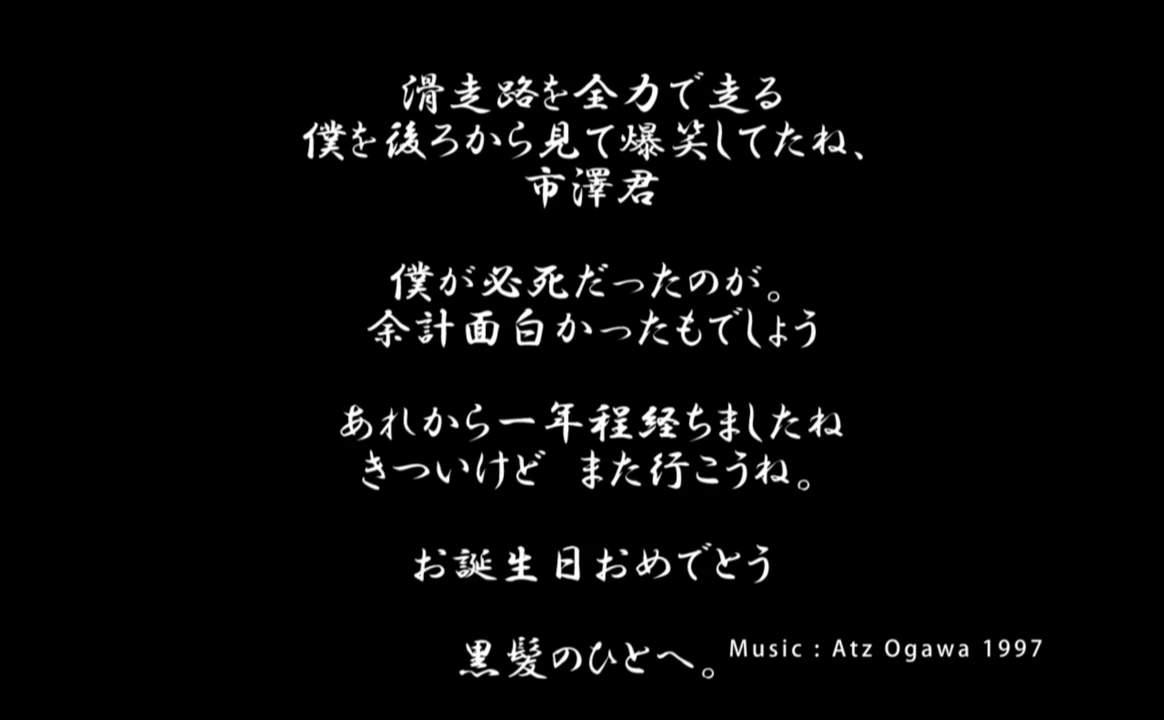 滑走路を全力で走る
僕を後ろから見て爆笑してたね、
市澤君
僕が必死だったのが。
余計面白かったもでしょう
あれから一年程経ちましたね
きついけど　また行こうね。
お誕生日おめでとう
黒髪のひとへ。
Music : Atz Ogawa 1997